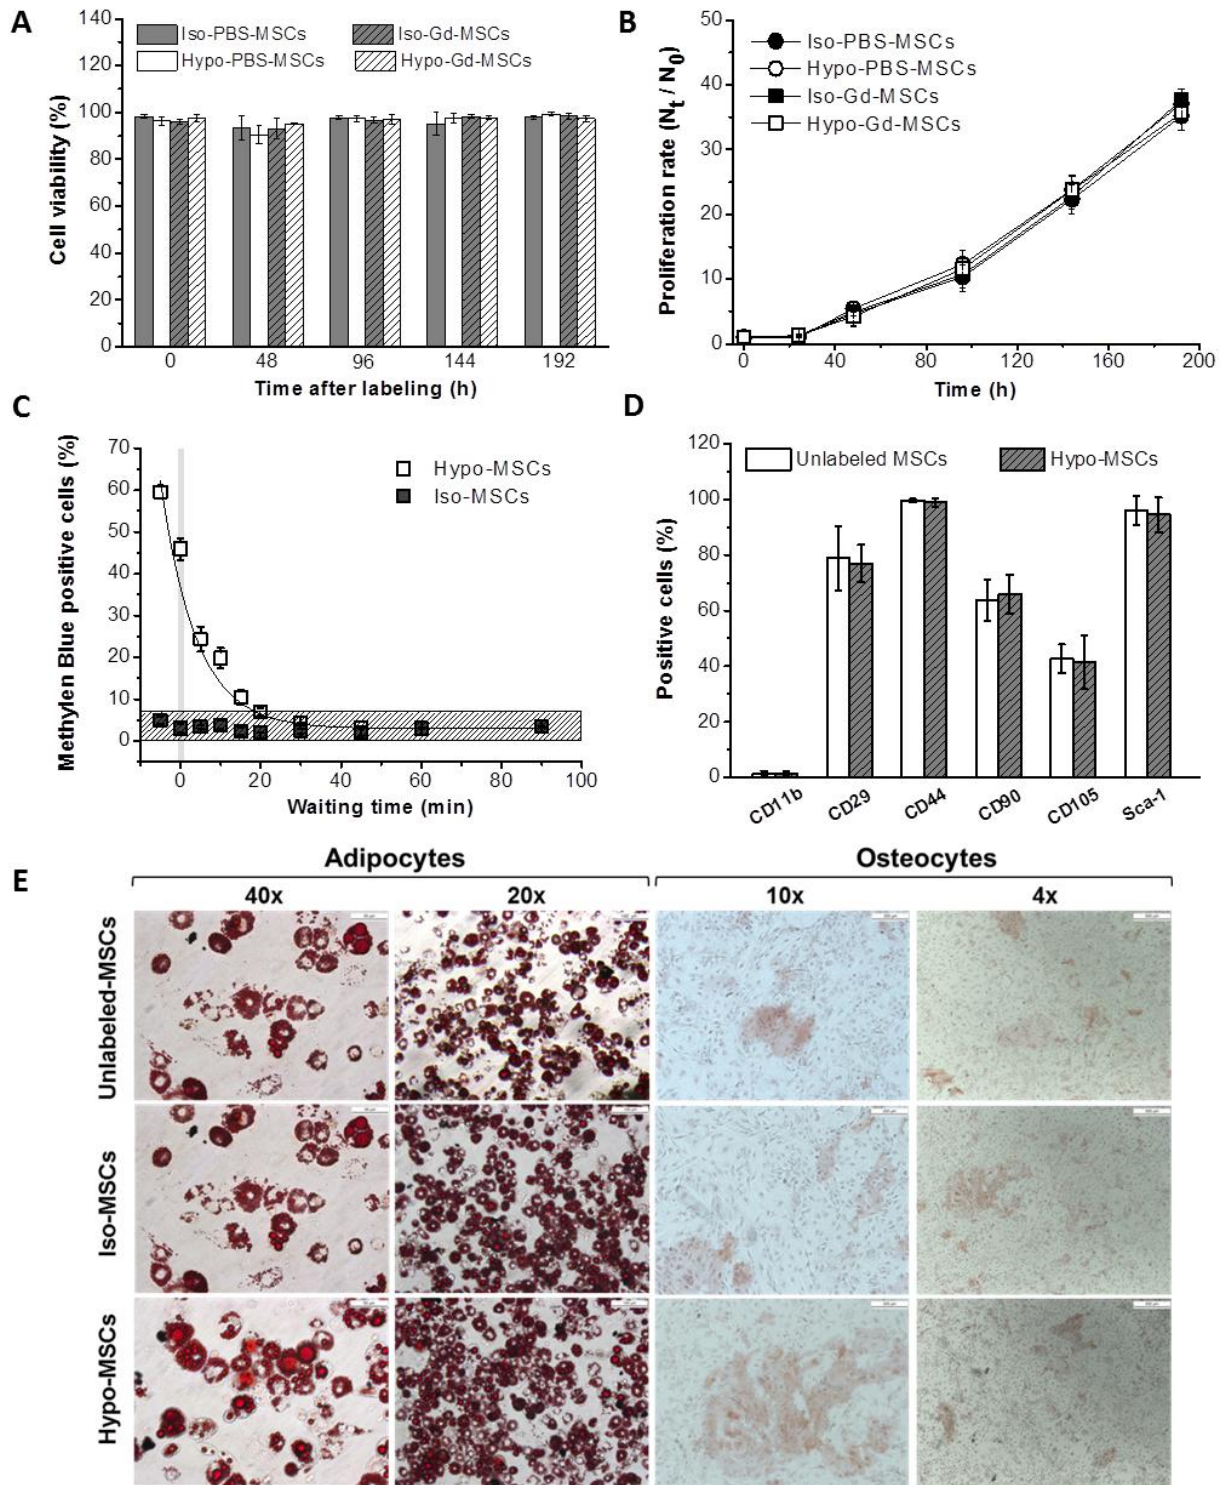 A
Iso-PBS-MSCs
Iso-Gd-MSCs
Hypo-PBS-MSCs
Hypo-Gd-MSCs
Cell viability (%)
140
120
100
80
60
40
20
0
0 48 96 144 192
Time after labeling (h)
B
Iso-PBS-MSCs
Hypo-PBS-MSCs
Iso-Gd-MSCs
Hypo-Gd-MSCs
Proliferation rate (Nt / N0)
50
40
30
20
10
0
0 40 80 120 160 200
Time (h)
C
Hypo-MSCs
Iso-MSCs
Methylen Blue positive cells (%)
70
60
50
40
30
20
10
0
0 20 40 60 80 100
Waiting time (min)
D
Unlabeled MSCs
Hypo-MSCs
Positive cells (%)
120
100
80
60
40
20
0
CD11b CD29 CD44 CD90 CD105 Sca-1
E
Adipocytes Osteocytes
40x 20x 10x 4x
Unlabeled-MSCs
Iso-MSCs
Hypo-MSCs